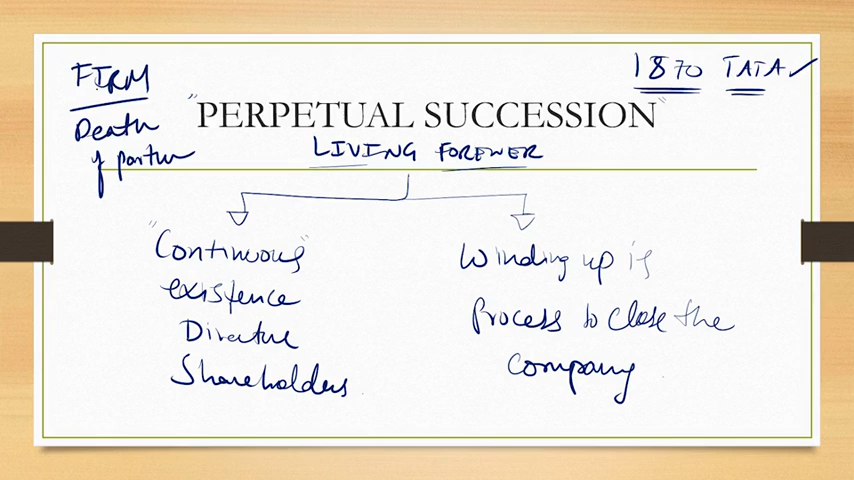 FIRM
Death
of partner
1870 TATA ✓
"PERPETUAL SUCCESSION"
LIVING FOREWER
"Continuous"
existence
Director
Shareholders
Winding up is
Process to close the
company